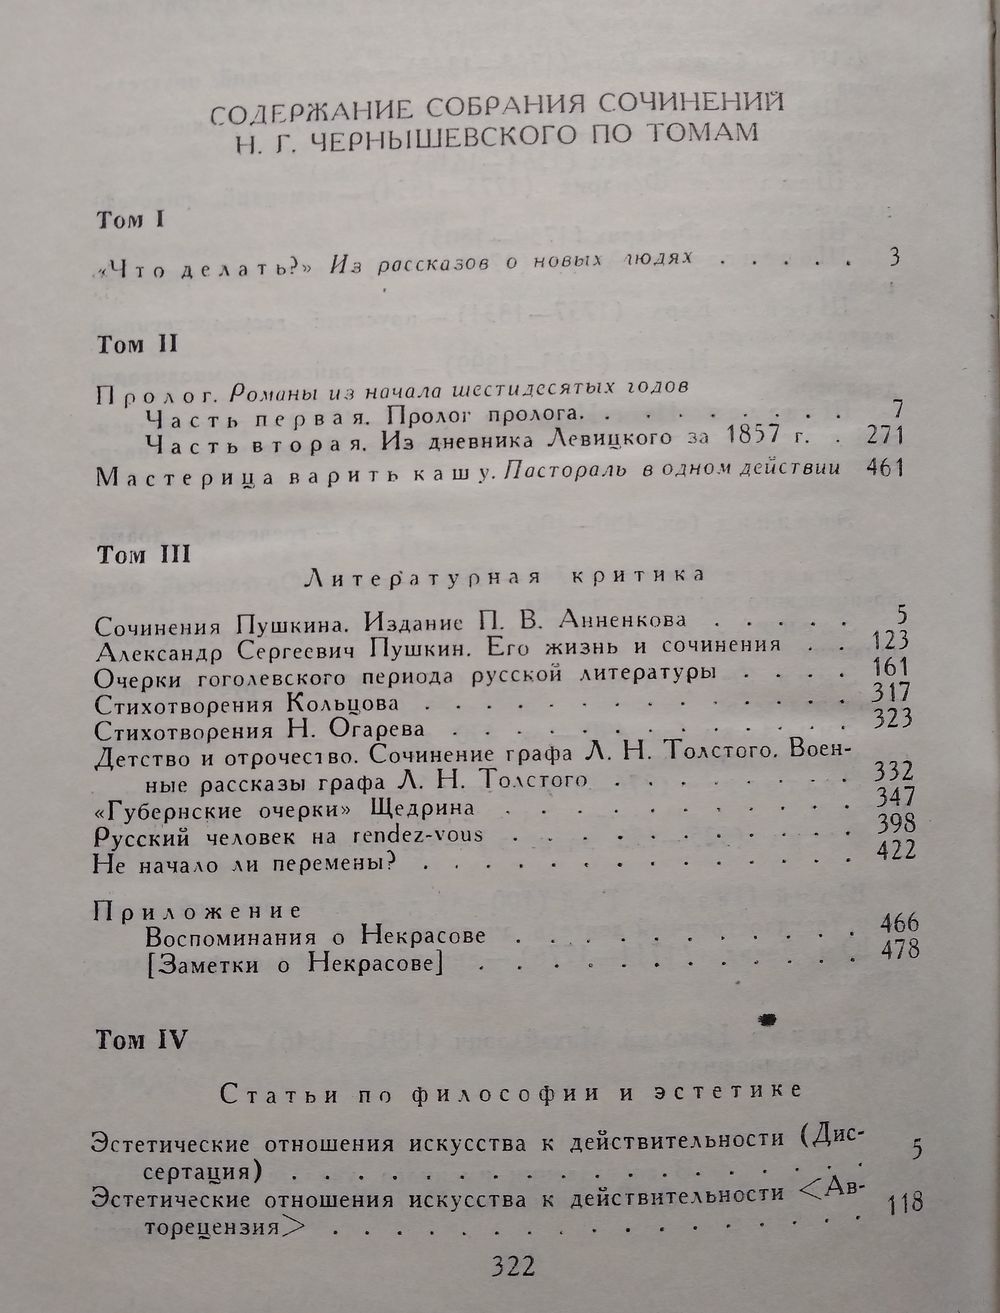 СОДЕРЖАНИЕ СОБРАНИЯ СОЧИНЕНИЙ
Н. Г. ЧЕРНЫШЕВСКОГО ПО ТОМАМ
Том I
«Что делать?» Из рассказов о новых людях . . . . . 3
Том II
Пролог. Романы из начала шестидесятых годов
Часть первая. Пролог пролога. . . . . . . . . 7
Часть вторая. Из дневника Левицкого за 1857 г. . 271
Мастерица варить кашу. Пастораль в одном действии 461
Том III
Литературная критика
Сочинения Пушкина. Издание П. В. Анненкова . . . . . 5
Александр Сергеевич Пушкин. Его жизнь и сочинения . . 123
Очерки гоголевского периода русской литературы . . . . 161
Стихотворения Кольцова . . . . . . . . . . . . . 317
Стихотворения Н. Огарева . . . . . . . . . . . . 323
Детство и отрочество. Сочинение графа Л. Н. Толстого. Воен-
ные рассказы графа Л. Н. Толстого . . . . . . . . 332
«Губернские очерки» Щедрина . . . . . . . . . . 347
Русский человек на rendez-vous . . . . . . . . . . 398
Не начало ли перемены? . . . . . . . . . . . . . 422
Приложение
Воспоминания о Некрасове . . . . . . . . . . . 466
[Заметки о Некрасове] . . . . . . . . . . . . 478
Том IV
Статьи по философии и эстетике
Эстетические отношения искусства к действительности (Дис-
сертация) . . . . . . . . . . . . . . . . . . 5
Эстетические отношения искусства к действительности <Ав-
торецензия> . . . . . . . . . . . . . . . . 118
322